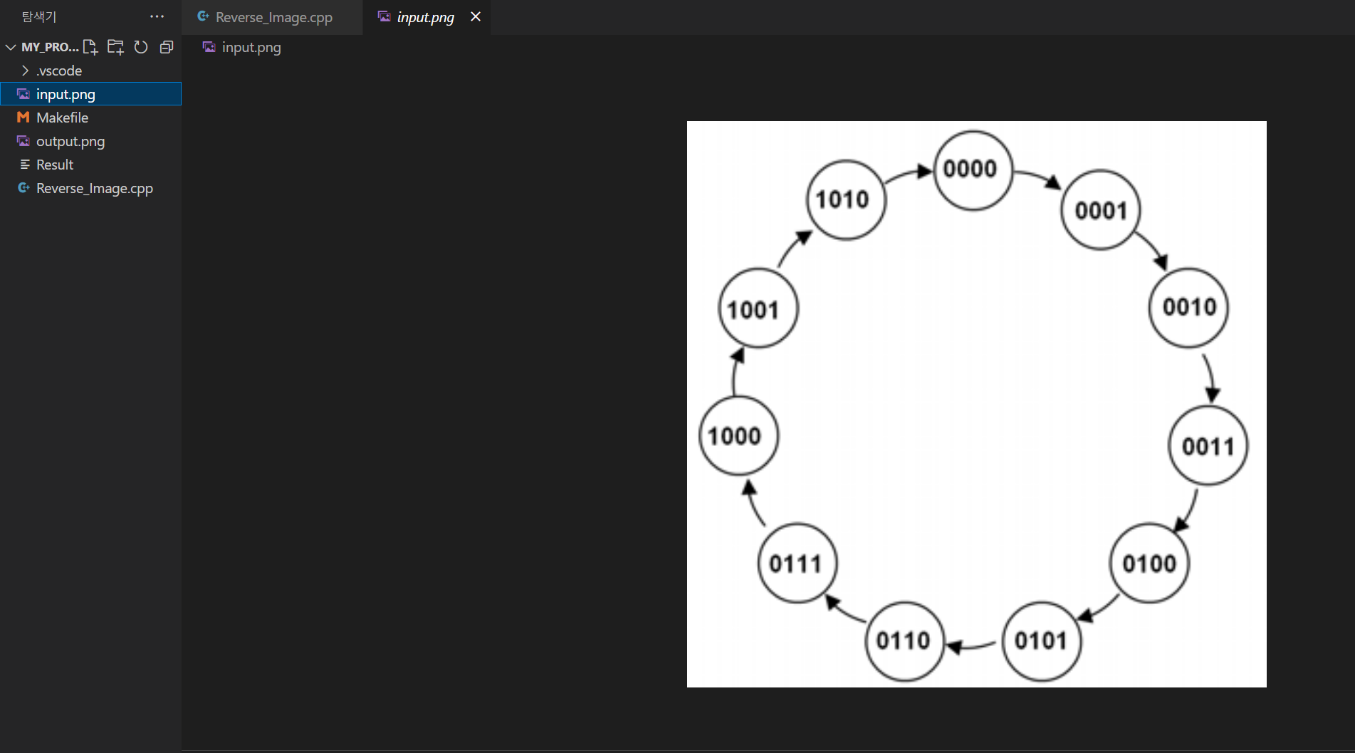 탐색기 ···
MY_PRO...
.vscode
input.png
Makefile
output.png
Result
Reverse_Image.cpp
Reverse_Image.cpp
input.png
input.png
0000
0001
0010
0011
0100
0101
0110
0111
1000
1001
1010